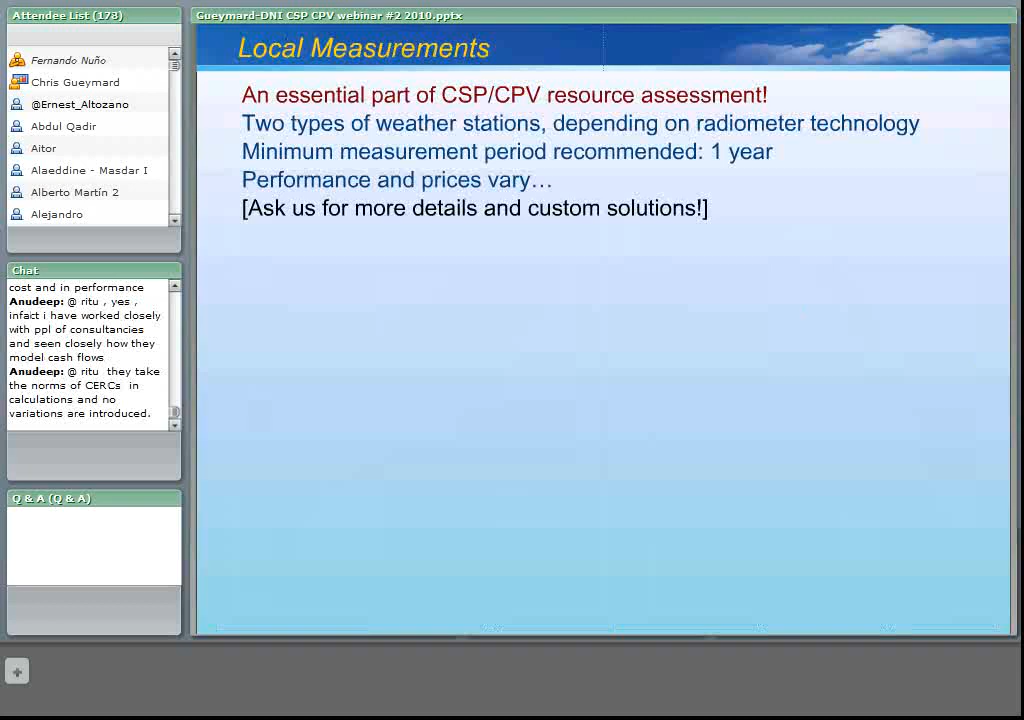 Attendee List (173)
Fernando Nuño
Chris Gueymard
@Ernest_Altozano
Abdul Qadir
Aitor
Alaeddine - Masdar I
Alberto Martín 2
Alejandro
Chat
cost and in performance
Anudeep: @ ritu , yes ,
infact i have worked closely
with ppl of consultancies
and seen closely how they
model cash flows
Anudeep: @ ritu they take
the norms of CERCs in
calculations and no
variations are introduced.
Q & A (Q & A)
Gueymard-DNI CSP CPV webinar #2 2010.pptx
Local Measurements
An essential part of CSP/CPV resource assessment!
Two types of weather stations, depending on radiometer technology
Minimum measurement period recommended: 1 year
Performance and prices vary…
[Ask us for more details and custom solutions!]